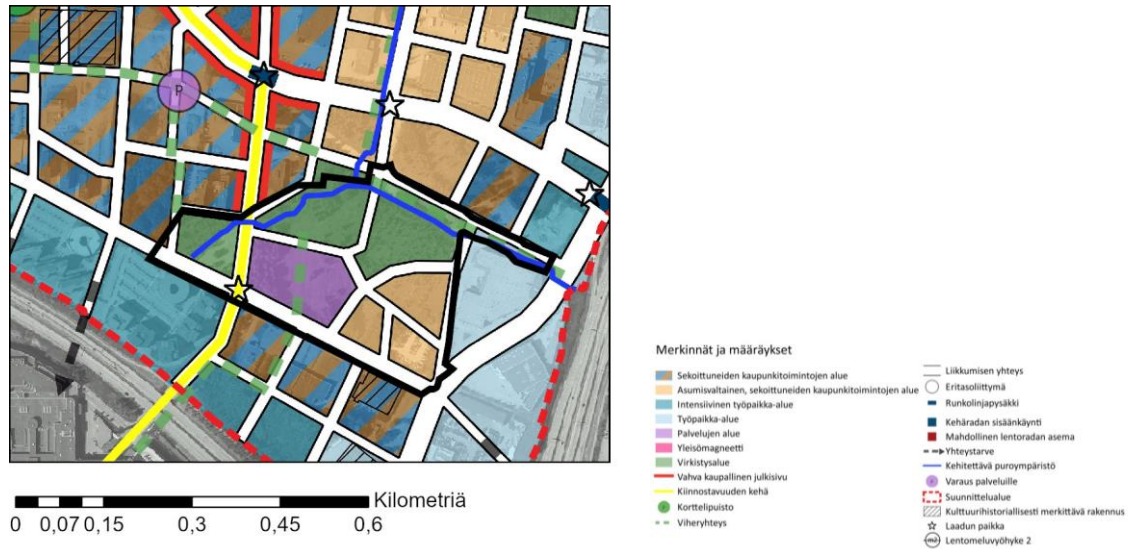 P
Kilometriä
0 0,07 0,15 0,3 0,45 0,6
Merkinnät ja määräykset
Sekoittuneiden kaupunkitoimintojen alue
Asumisvaltainen, sekoittuneiden kaupunkitoimintojen alue
Intensiivinen työpaikka-alue
Työpaikka-alue
Palvelujen alue
Yleisömagneetti
Virkistysalue
Vahva kaupallinen julkisivu
Kiinnostavuuden kehä
Korttelipuisto
Viheryhteys
Liikkumisen yhteys
Eritasoliittymä
Runkolinjapysäkki
Kehäradan sisäänkäynti
Mahdollinen lentoradan asema
Yhteystarve
Kehitettävä puroympäristö
Varaus palveluille
Suunnittelualue
Kulttuurihistoriallisesti merkittävä rakennus
Laadun paikka
Lentomeluvyöhyke 2